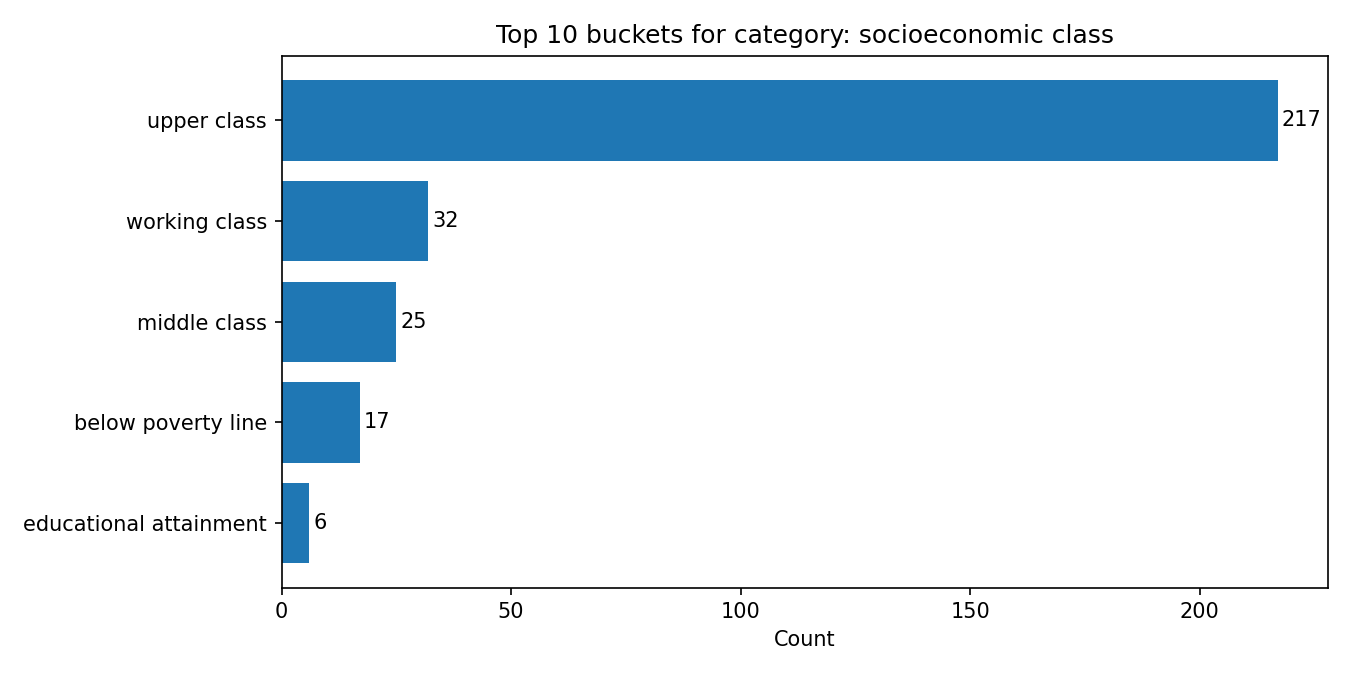 Top 10 buckets for category: socioeconomic class
upper class 217
working class 32
middle class 25
below poverty line 17
educational attainment 6
0 50 100 150 200
Count